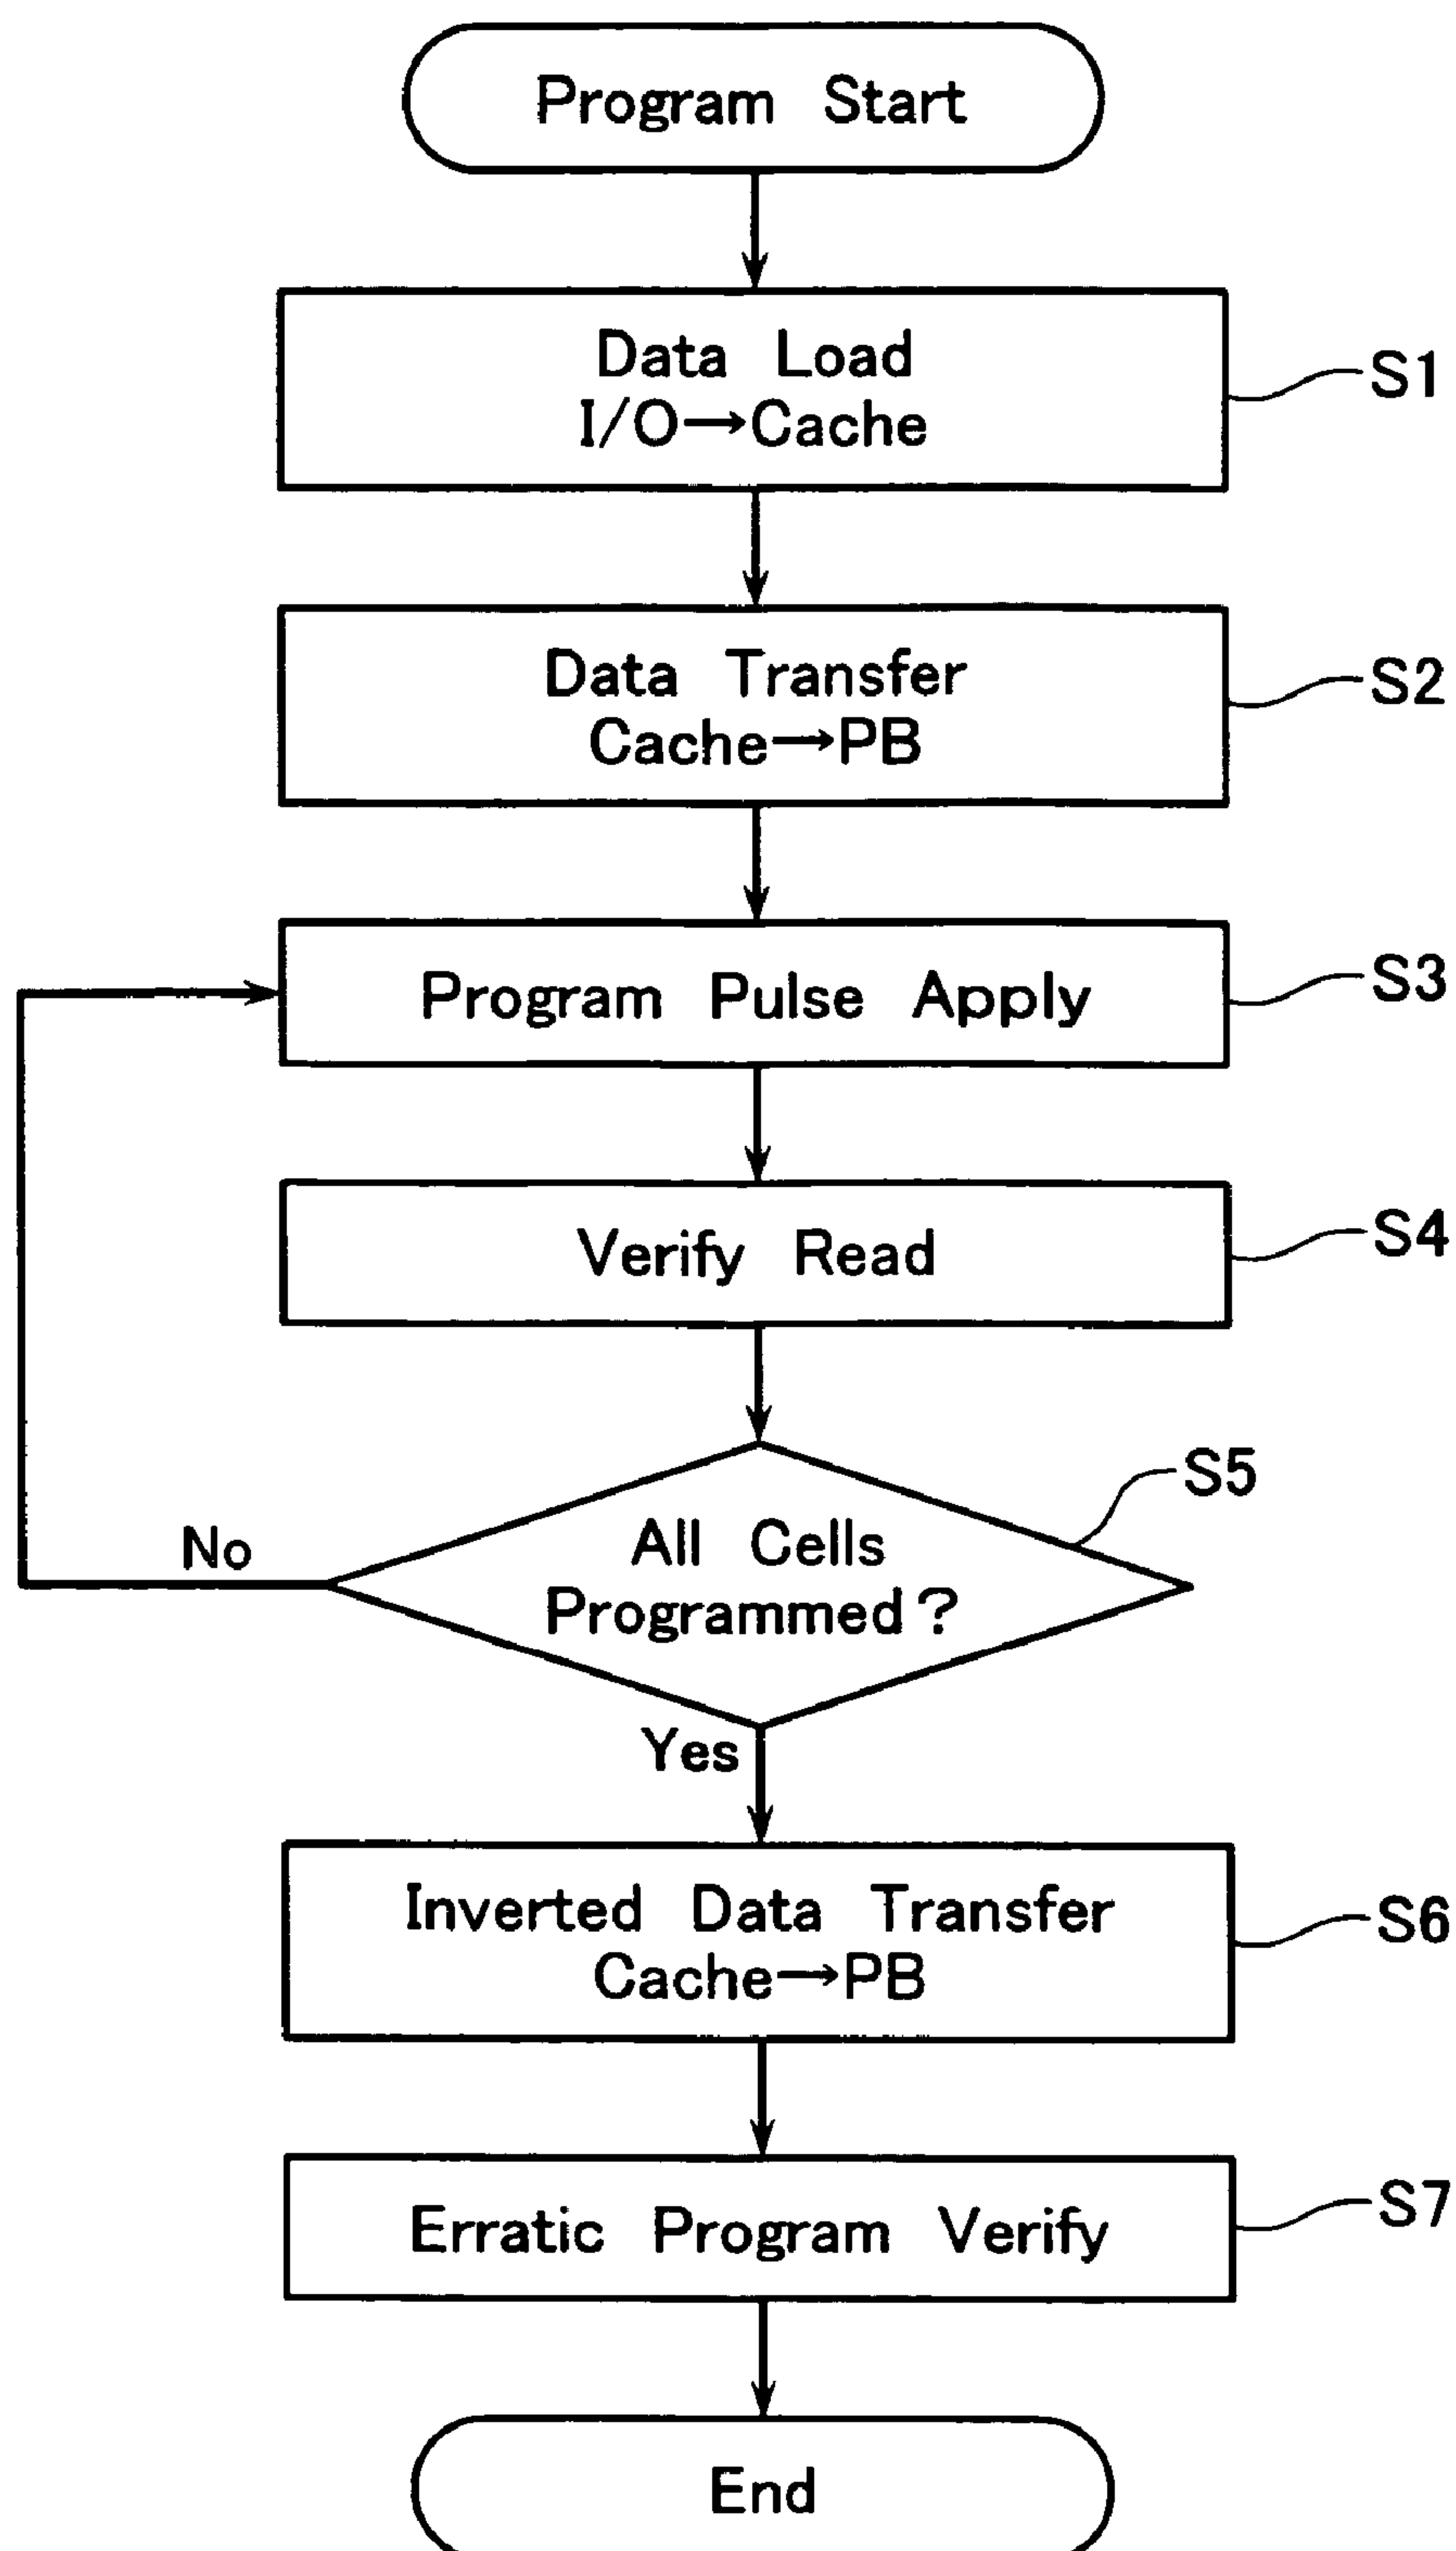 Program Start
Data Load
I/O→Cache
S1
Data Transfer
Cache→PB
S2
Program Pulse Apply
S3
Verify Read
S4
S5
All Cells
Programmed?
No
Yes
Inverted Data Transfer
Cache→PB
S6
Erratic Program Verify
S7
End